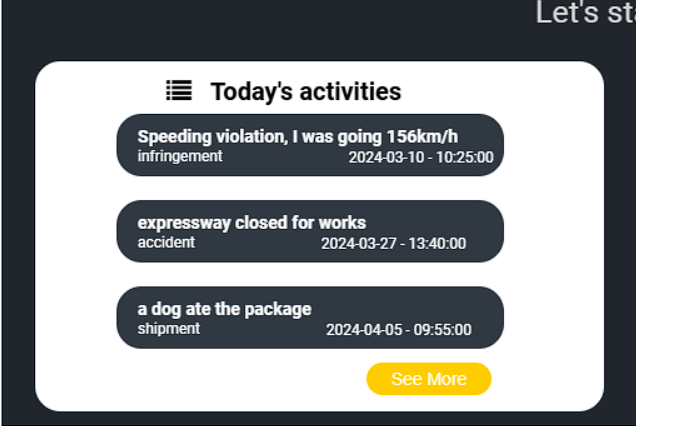 Let's sta
Today's activities
Speeding violation, I was going 156km/h
infringement 2024-03-10 - 10:25:00
expressway closed for works
accident 2024-03-27 - 13:40:00
a dog ate the package
shipment 2024-04-05 - 09:55:00
See More